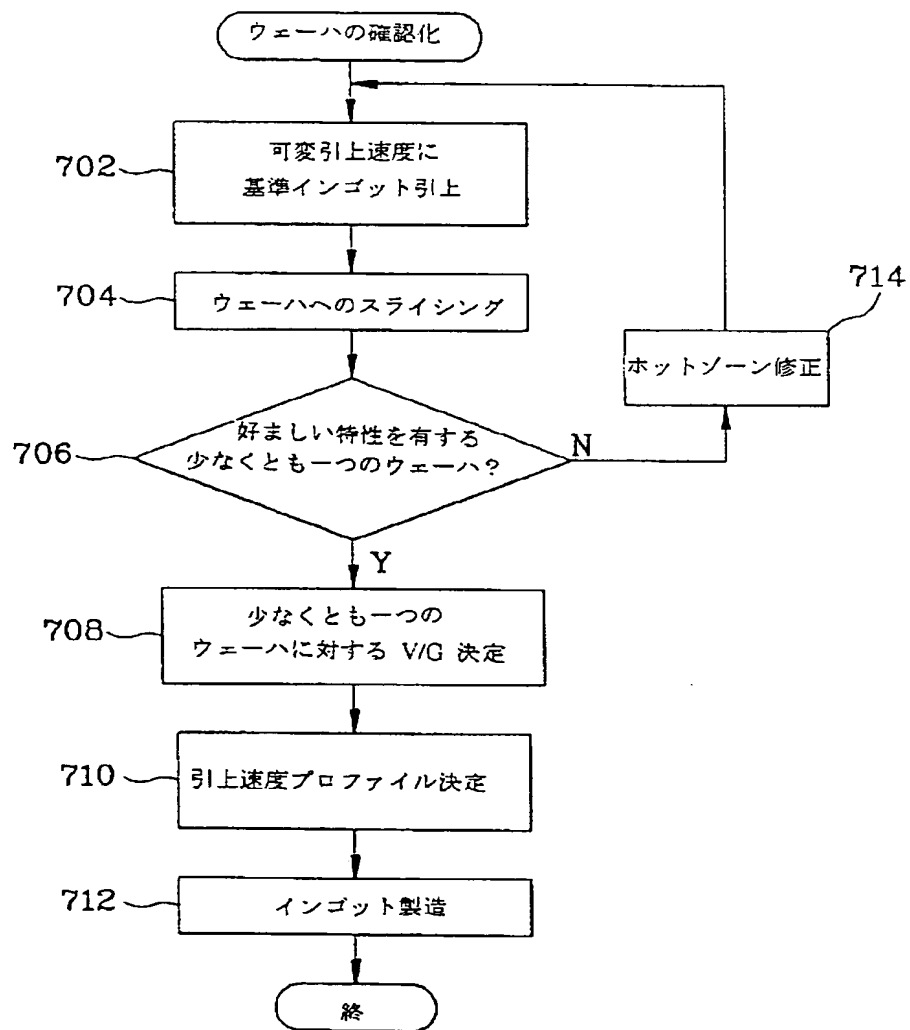 ウェーハの確認化
702
可変引上速度に
基準インゴット引上
704
ウェーハへのスライシング
714
ホットゾーン修正
706
好ましい特性を有する
少なくとも一つのウェーハ?
N
Y
708
少なくとも一つの
ウェーハに対する V/G 決定
710
引上速度プロファイル決定
712
インゴット製造
終